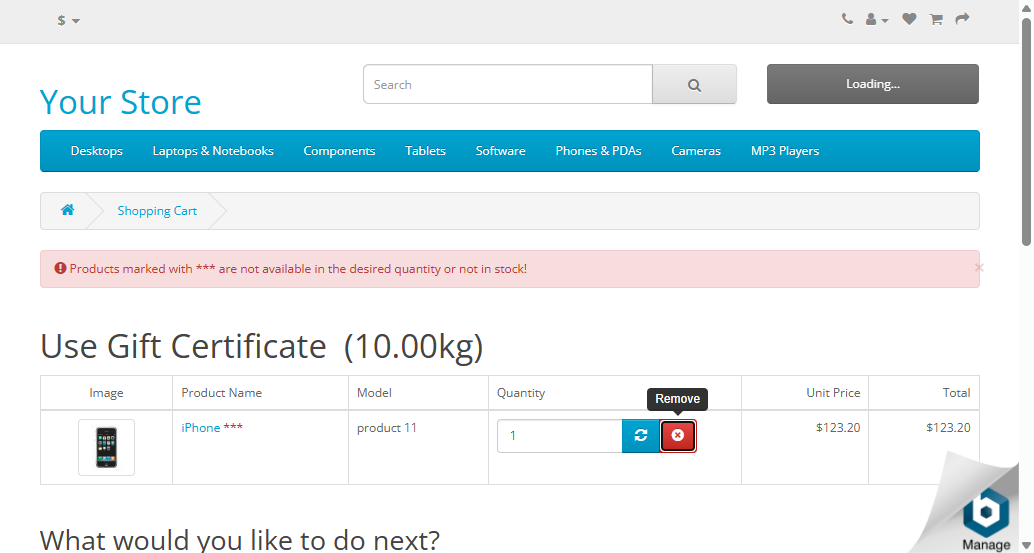 $
Your Store
Search
Loading...
Desktops Laptops & Notebooks Components Tablets Software Phones & PDAs Cameras MP3 Players
Shopping Cart
Products marked with *** are not available in the desired quantity or not in stock! ×
Use Gift Certificate (10.00kg)
Image Product Name Model Quantity Unit Price Total
Remove
iPhone *** product 11 1 $123.20 $123.20
What would you like to do next?
b
Manage